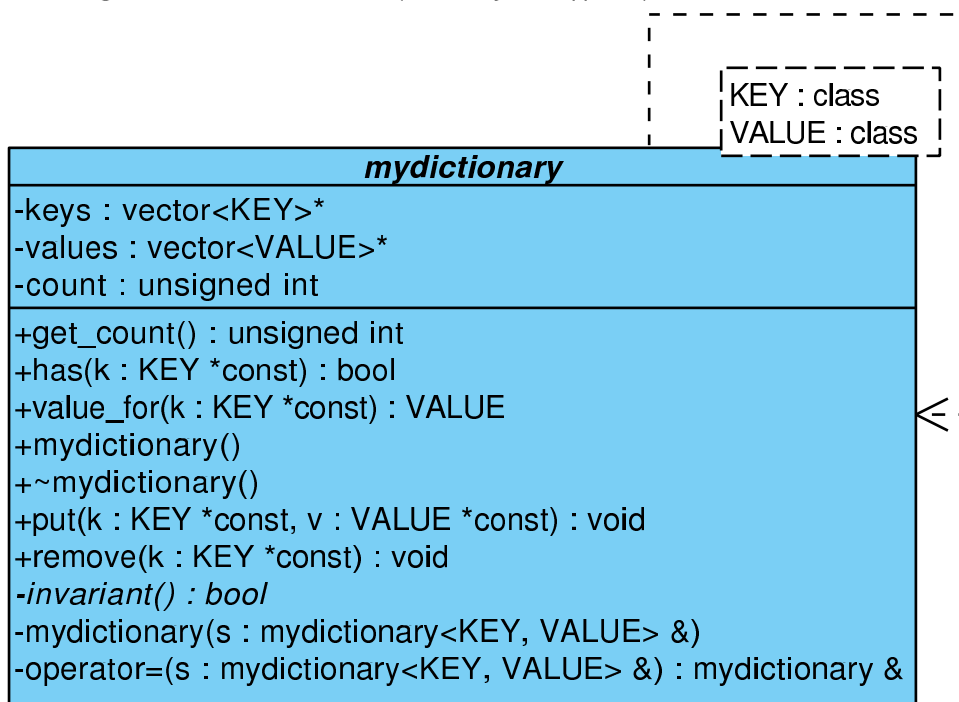 KEY : class
VALUE : class
mydictionary
-keys : vector<KEY>*
-values : vector<VALUE>*
-count : unsigned int
+get_count() : unsigned int
+has(k : KEY *const) : bool
+value_for(k : KEY *const) : VALUE
+mydictionary()
+~mydictionary()
+put(k : KEY *const, v : VALUE *const) : void
+remove(k : KEY *const) : void
-invariant() : bool
-mydictionary(s : mydictionary<KEY, VALUE> &)
-operator=(s : mydictionary<KEY, VALUE> &) : mydictionary &